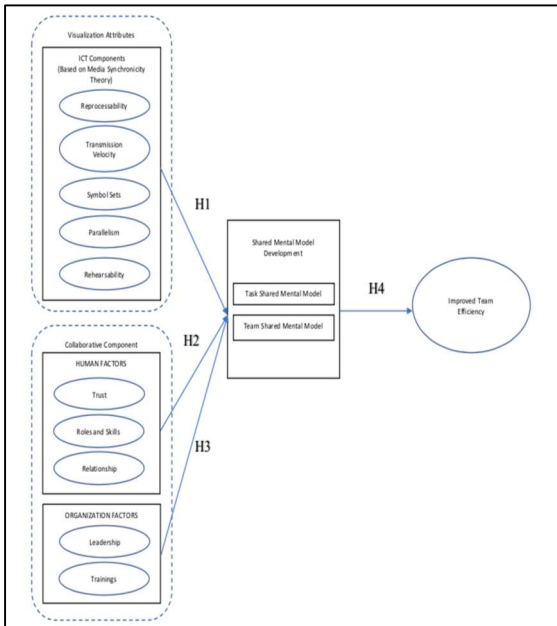 Visualization Attributes
ICT Components
(Based on Media Synchronicity
Theory)
Reprocessability
Transmission
Velocity
Symbol Sets
Parallelism
Rehearsability
H1
Shared Mental Model
Development
Task Shared Mental Model
Team Shared Mental Model
H4
Improved Team
Efficiency
Collaborative Component
H2
HUMAN FACTORS
Trust
Roles and Skills
Relationship
H3
ORGANIZATION FACTORS
Leadership
Trainings